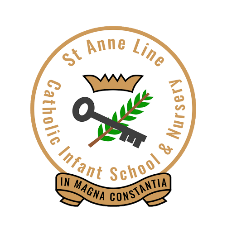 St Anne Line
Catholic Infant School & Nursery
IN MAGNA CONSTANTIA